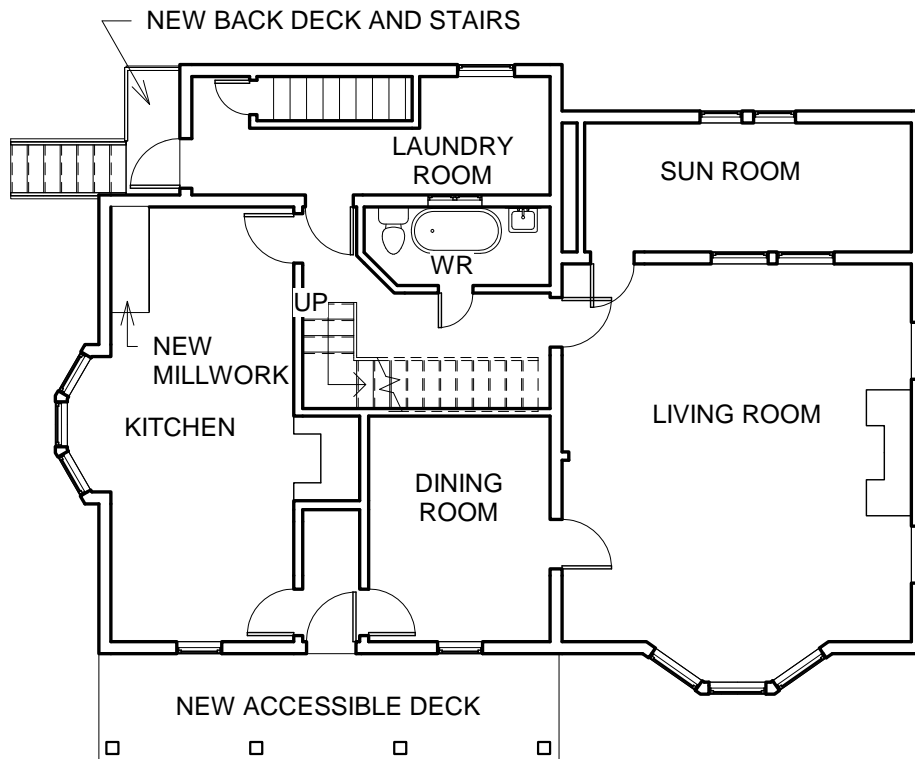 NEW BACK DECK AND STAIRS
LAUNDRY
ROOM
SUN ROOM
WR
UP
NEW
MILLWORK
KITCHEN
LIVING ROOM
DINING
ROOM
NEW ACCESSIBLE DECK